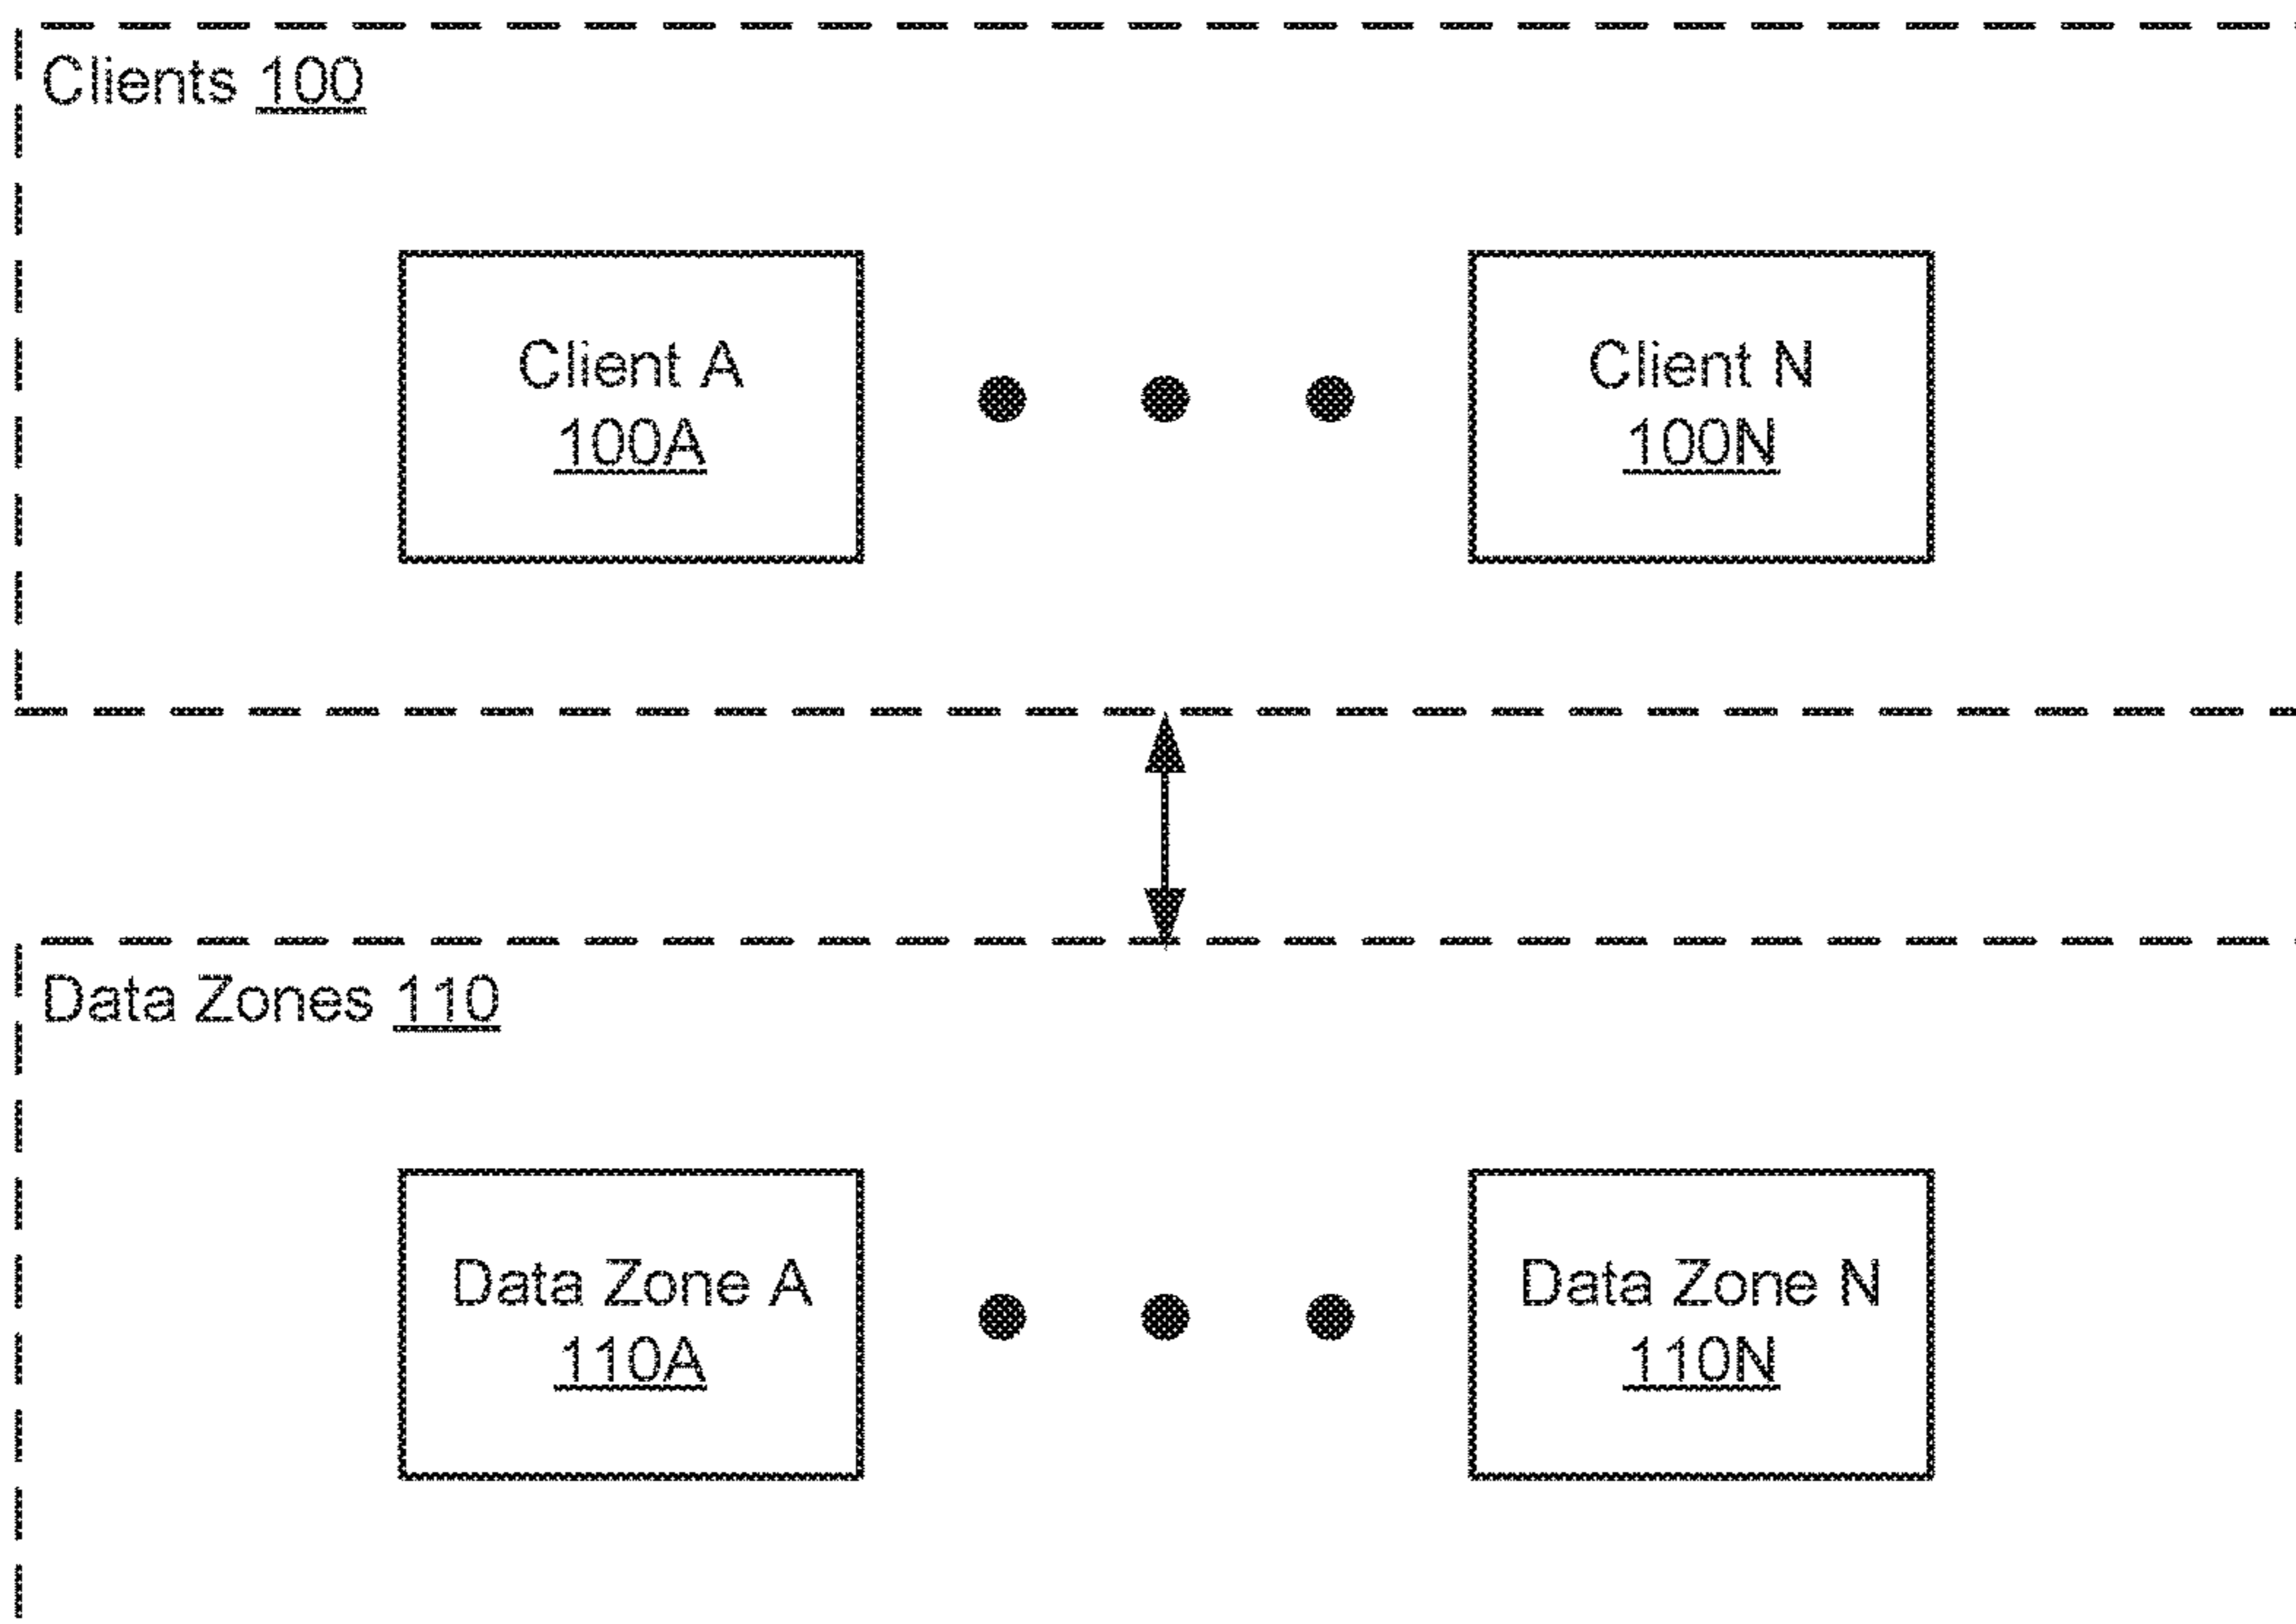 Clients 100
Client A
100A
Client N
100N
Data Zones 110
Data Zone A
110A
Data Zone N
110N